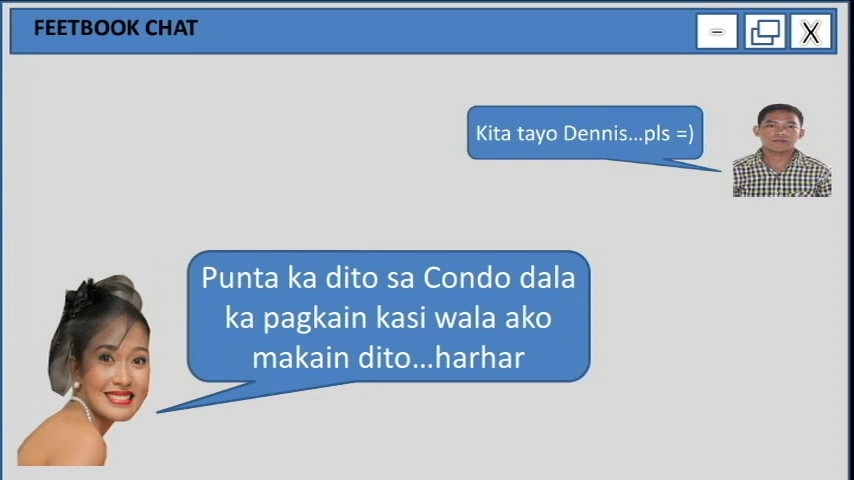 FEETBOOK CHAT
Kita tayo Dennis...pls =)
Punta ka dito sa Condo dala
ka pagkain kasi wala ako
makain dito...harhar